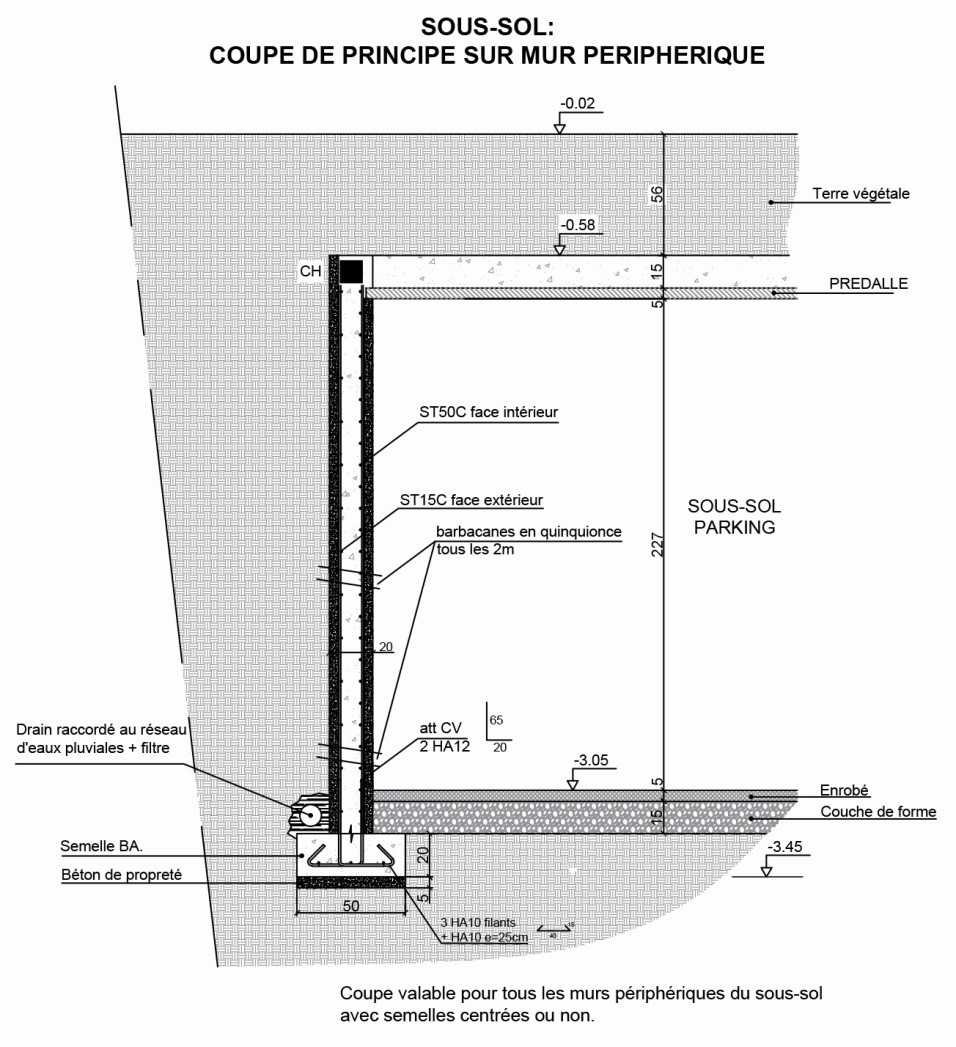 SOUS-SOL:
COUPE DE PRINCIPE SUR MUR PERIPHERIQUE
-0.02
56
Terre végétale
-0.58
CH
15
PREDALLE
5
ST50C face intérieur
ST15C face extérieur
SOUS-SOL
PARKING
barbacanes en quinquionce
tous les 2m
227
20
att CV
2 HA12
65
20
Drain raccordé au réseau
d'eaux pluviales + filtre
-3.05
5
Enrobé
15
Couche de forme
Semelle BA.
20
-3.45
Béton de propreté
5
50
3 HA10 filants
+ HA10 e=25cm
15
40
Coupe valable pour tous les murs périphériques du sous-sol
avec semelles centrées ou non.